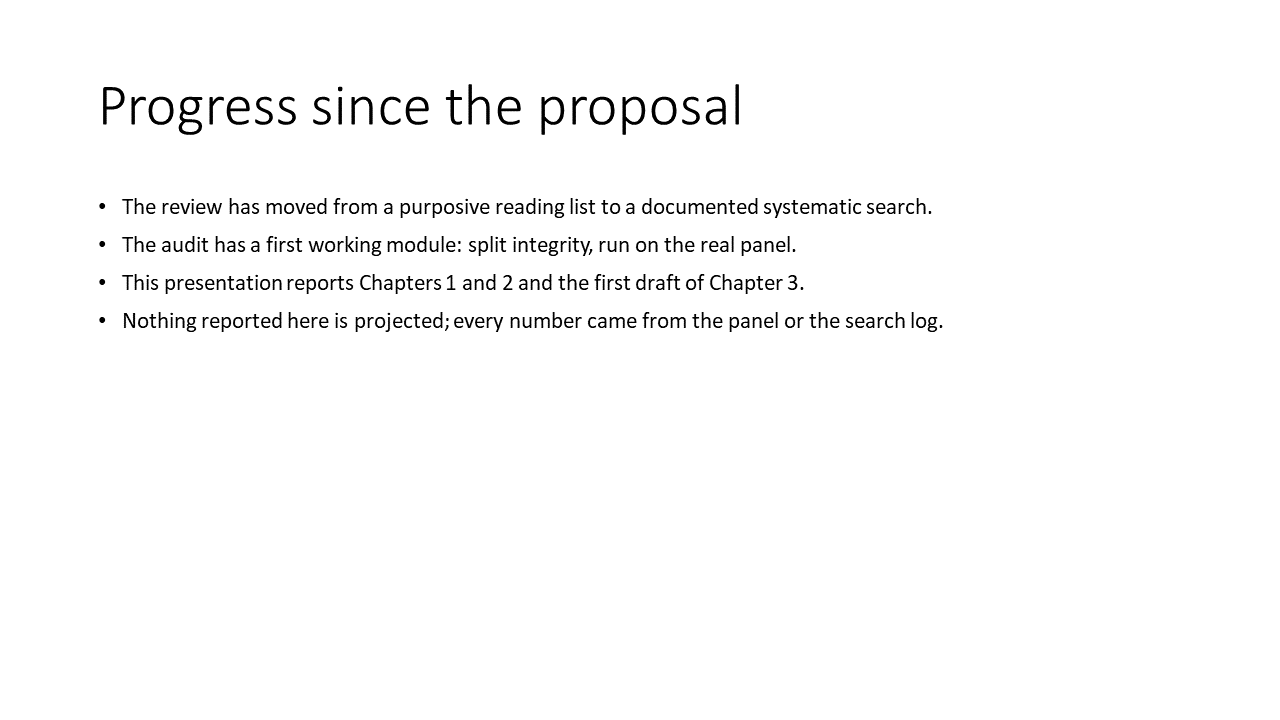 Progress since the proposal
• The review has moved from a purposive reading list to a documented systematic search.
• The audit has a first working module: split integrity, run on the real panel.
• This presentation reports Chapters 1 and 2 and the first draft of Chapter 3.
• Nothing reported here is projected; every number came from the panel or the search log.